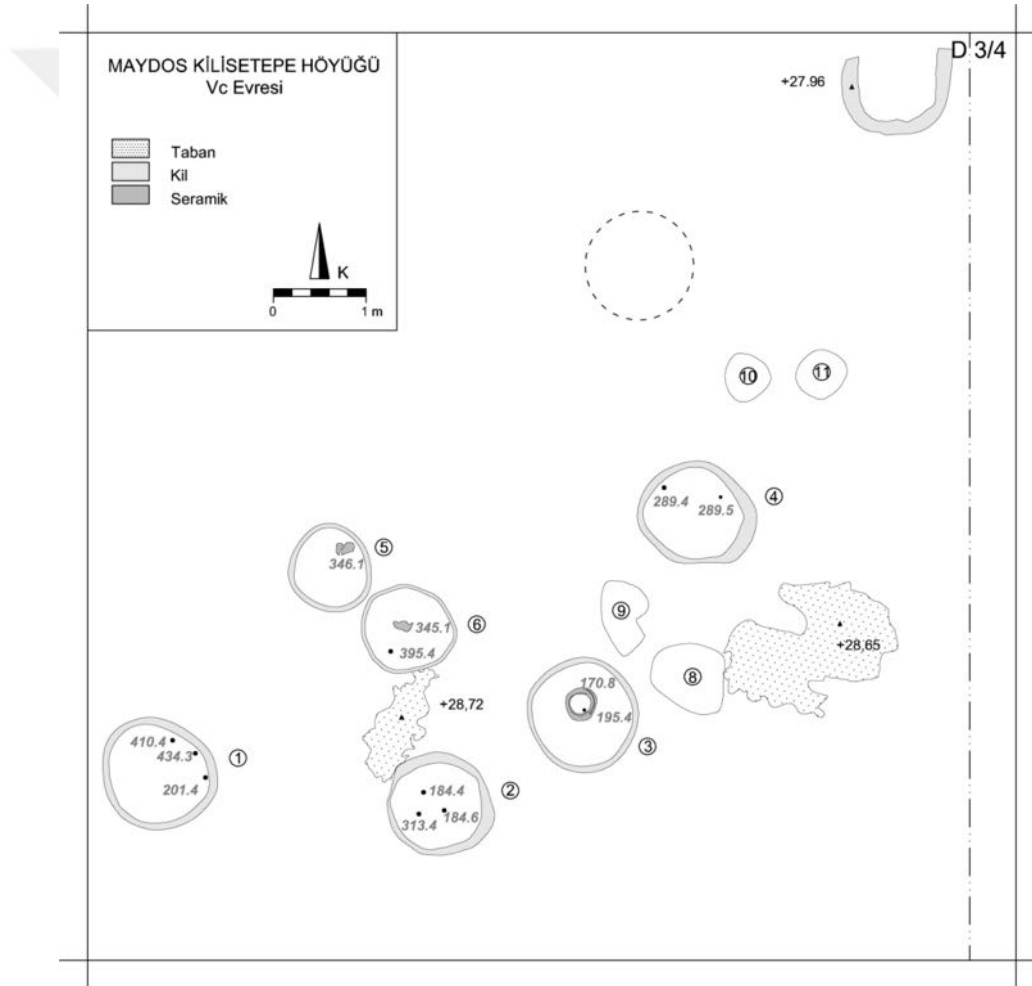 MAYDOS KİLİSETEPE HÖYÜĞÜ
Vc Evresi
Taban
Kil
Seramik
K
0 1 m
D 3/4
+27.96
10 11
289.4 289.5 4
346.1 5
345.1 6
395.4
9
+28,65
8
170.8
195.4
3
+28,72
410.4
434.3
201.4
1
184.4 2
313.4 184.6